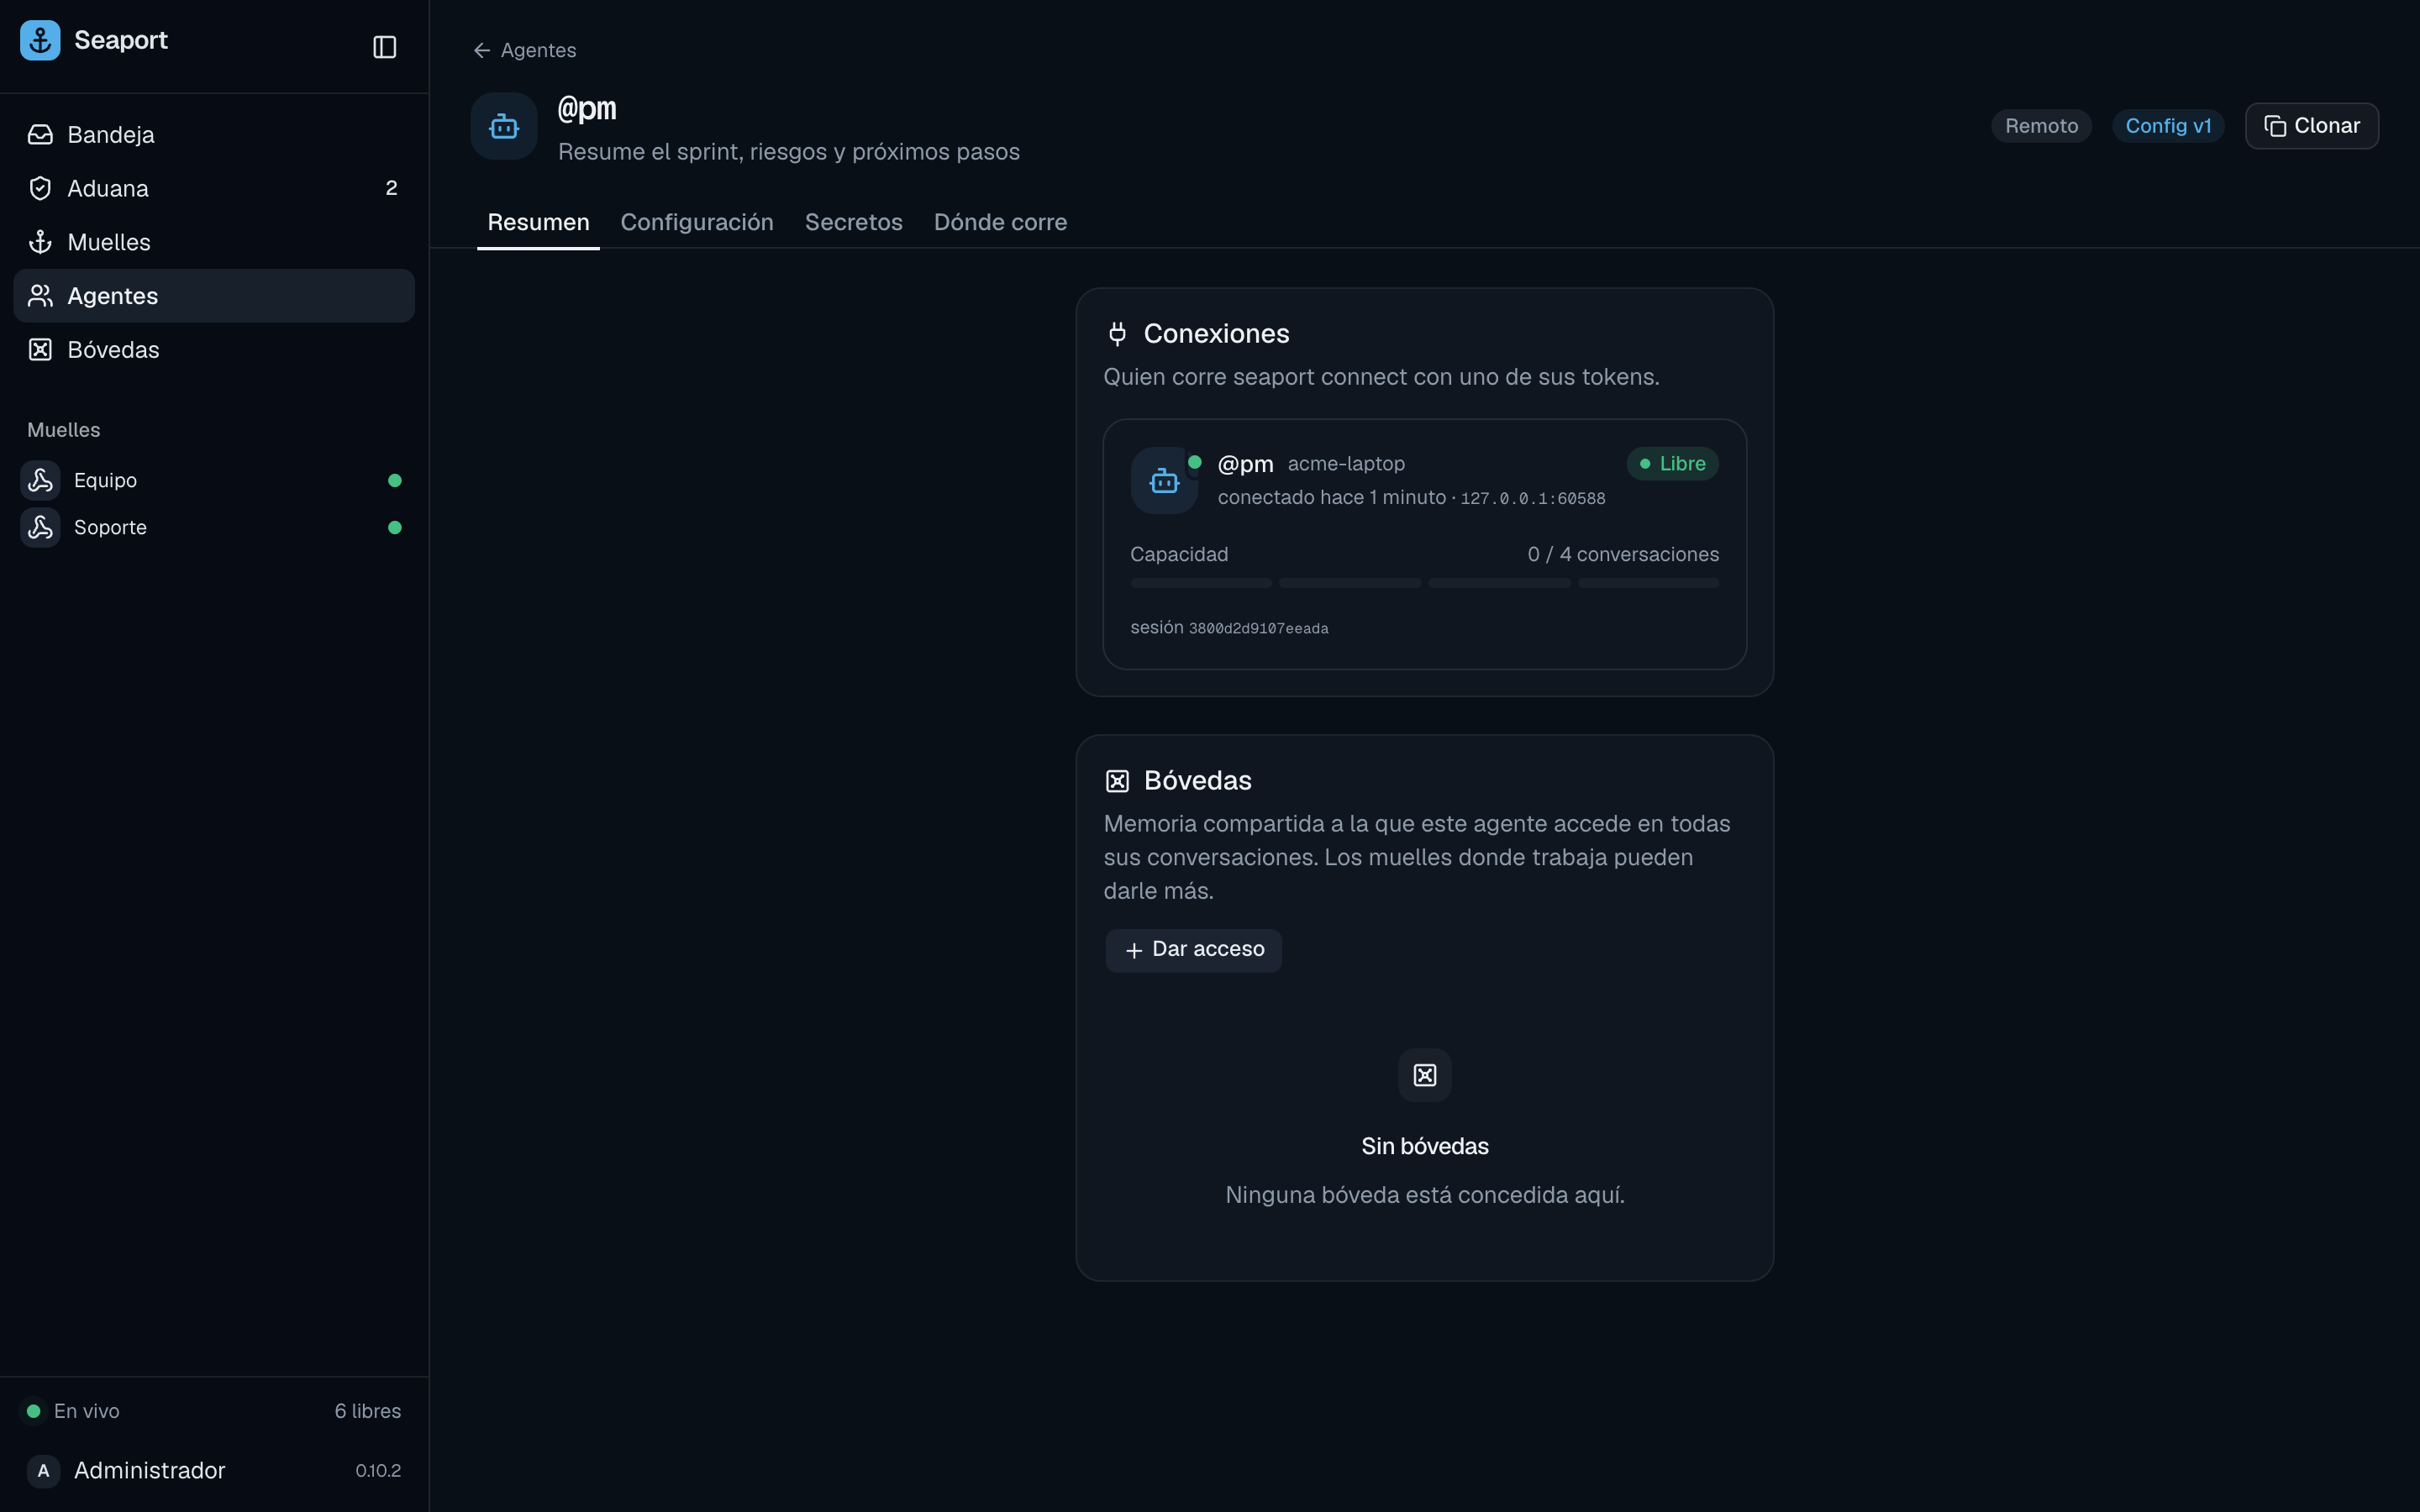 Seaport
Bandeja
Aduana 2
Muelles
Agentes
Bóvedas
Muelles
Equipo
Soporte
En vivo 6 libres
A Administrador 0.10.2
Agentes
@pm
Resume el sprint, riesgos y próximos pasos
Remoto Config v1 Clonar
Resumen Configuración Secretos Dónde corre
Conexiones
Quien corre seaport connect con uno de sus tokens.
@pm acme-laptop Libre
conectado hace 1 minuto · 127.0.0.1:60588
Capacidad 0 / 4 conversaciones
sesión 3800d2d9107eeada
Bóvedas
Memoria compartida a la que este agente accede en todas
sus conversaciones. Los muelles donde trabaja pueden
darle más.
Dar acceso
Sin bóvedas
Ninguna bóveda está concedida aquí.